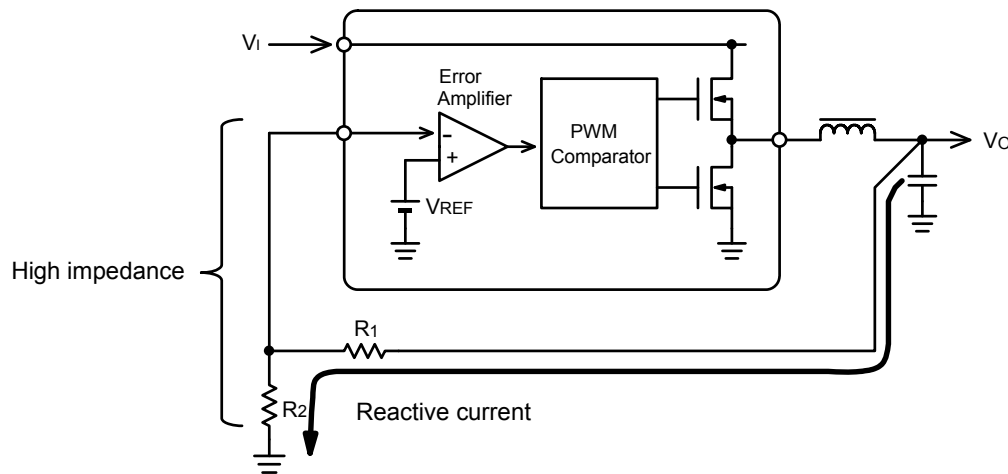 VI
Error
Amplifier
PWM
Comparator
VREF
VO
High impedance
R1
R2
Reactive current